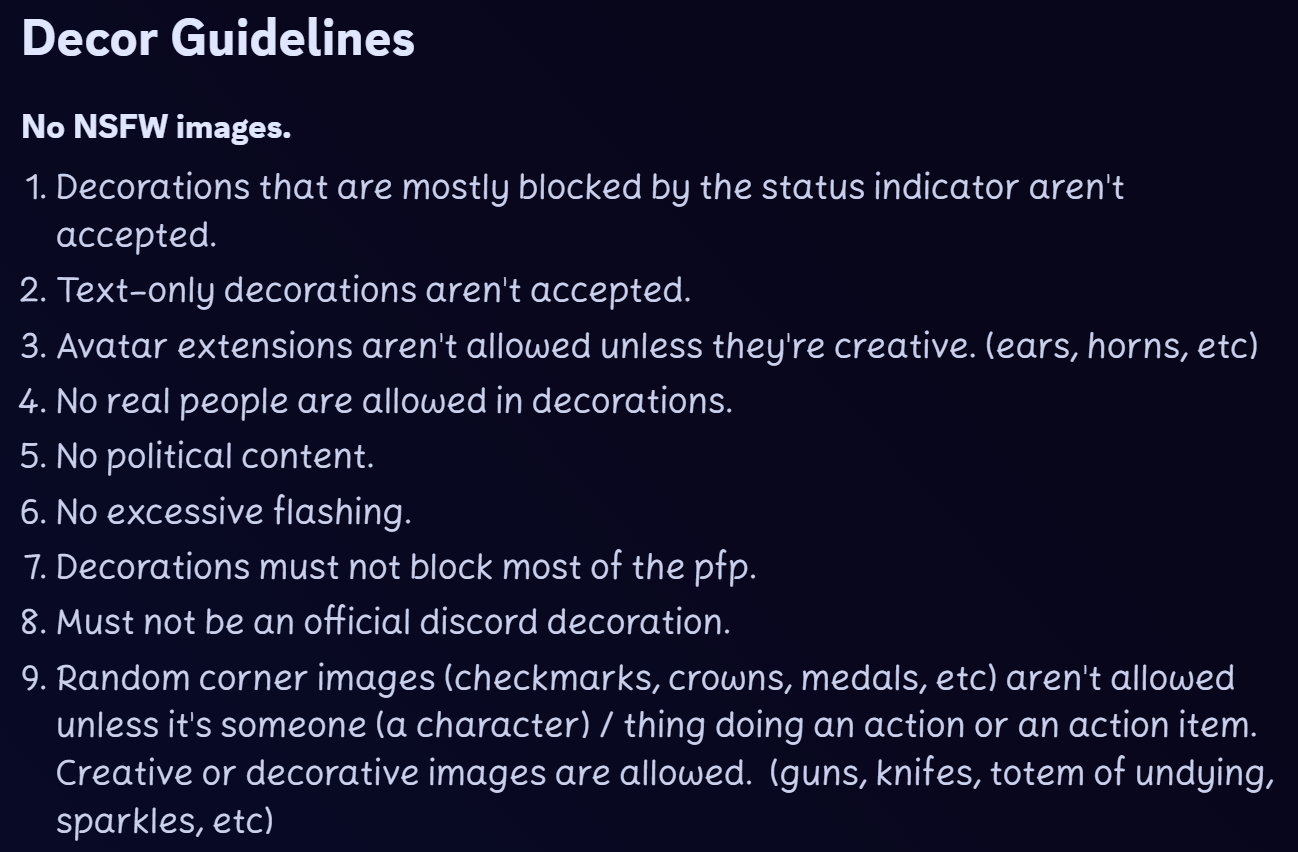 Decor Guidelines
No NSFW images.
1. Decorations that are mostly blocked by the status indicator aren't
accepted.
2. Text-only decorations aren't accepted.
3. Avatar extensions aren't allowed unless they're creative. (ears, horns, etc)
4. No real people are allowed in decorations.
5. No political content.
6. No excessive flashing.
7. Decorations must not block most of the pfp.
8. Must not be an official discord decoration.
9. Random corner images (checkmarks, crowns, medals, etc) aren't allowed
unless it's someone (a character) / thing doing an action or an action item.
Creative or decorative images are allowed.  (guns, knifes, totem of undying,
sparkles, etc)